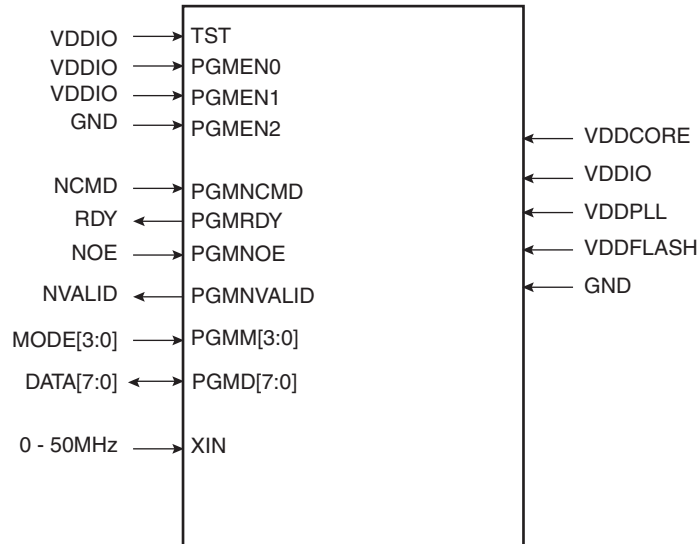 VDDIO TST
VDDIO PGMEN0
VDDIO PGMEN1
GND PGMEN2
VDDCORE
VDDIO
NCMD PGMNCMD
RDY PGMRDY
VDDPLL
NOE PGMNOE
VDDFLASH
NVALID PGMNVALID
GND
MODE[3:0] PGMM[3:0]
DATA[7:0] PGMD[7:0]
0 - 50MHz XIN